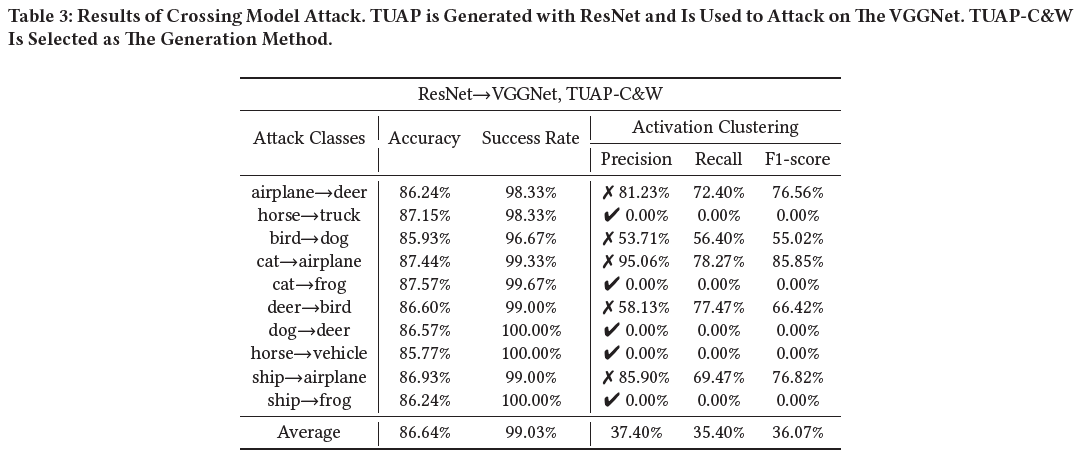 Table 3: Results of Crossing Model Attack. TUAP is Generated with ResNet and Is Used to Attack on The VGGNet. TUAP-C&W
Is Selected as The Generation Method.
ResNet→VGGNet, TUAP-C&W
Attack Classes Accuracy Success Rate Activation Clustering
Precision Recall F1-score
airplane→deer 86.24% 98.33% ✗ 81.23% 72.40% 76.56%
horse→truck 87.15% 98.33% ✔ 0.00% 0.00% 0.00%
bird→dog 85.93% 96.67% ✗ 53.71% 56.40% 55.02%
cat→airplane 87.44% 99.33% ✗ 95.06% 78.27% 85.85%
cat→frog 87.57% 99.67% ✔ 0.00% 0.00% 0.00%
deer→bird 86.60% 99.00% ✗ 58.13% 77.47% 66.42%
dog→deer 86.57% 100.00% ✔ 0.00% 0.00% 0.00%
horse→vehicle 85.77% 100.00% ✔ 0.00% 0.00% 0.00%
ship→airplane 86.93% 99.00% ✗ 85.90% 69.47% 76.82%
ship→frog 86.24% 100.00% ✔ 0.00% 0.00% 0.00%
Average 86.64% 99.03% 37.40% 35.40% 36.07%